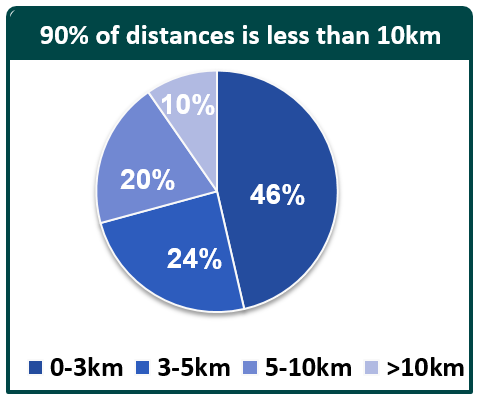 90% of distances is less than 10km
10%
20%
46%
24%
0-3km 3-5km 5-10km >10km